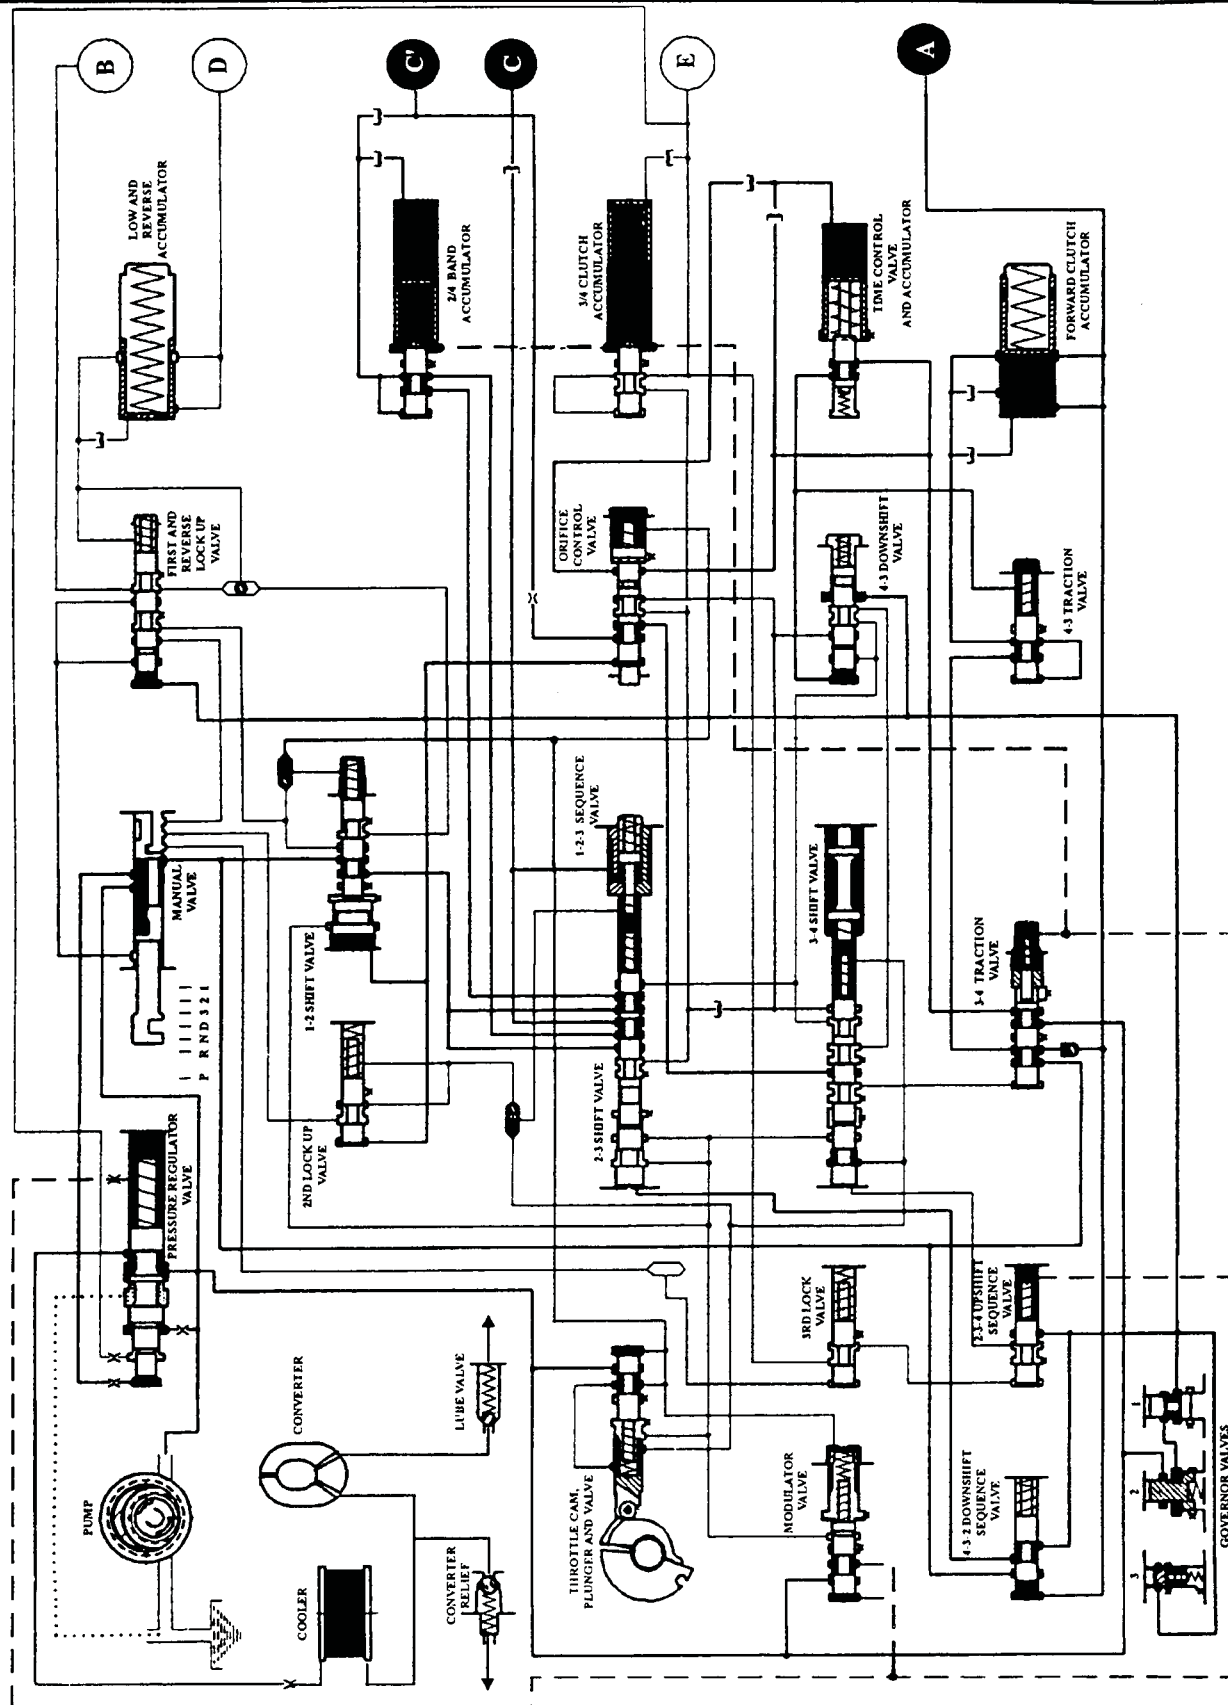 B
D
C'
C
E
A
LOW AND
REVERSE
ACCUMULATOR
2/4 BAND
ACCUMULATOR
3/4 CLUTCH
ACCUMULATOR
TIME CONTROL
VALVE
AND ACCUMULATOR
FORWARD CLUTCH
ACCUMULATOR
FIRST AND
REVERSE
LOCK UP
VALVE
ORIFICE
CONTROL
VALVE
4-3 DOWNSHIFT
VALVE
4-3 TRACTION
VALVE
MANUAL
VALVE
P R N D 3 2 1
1-2 SHIFT VALVE
1-2-3 SEQUENCE
VALVE
3-4 SHIFT VALVE
3-4 TRACTION
VALVE
PRESSURE REGULATOR
VALVE
2ND LOCK UP
VALVE
2-3 SHIFT VALVE
3RD LOCK
VALVE
2-3-4 UPSHIFT
SEQUENCE
VALVE
PUMP
CONVERTER
LUBE VALVE
COOLER
CONVERTER
RELIEF
THROTTLE CAM,
PLUNGER AND VALVE
MODULATOR
VALVE
4-3-2 DOWNSHIFT
SEQUENCE
VALVE
1
2
3
GOVERNOR VALVES